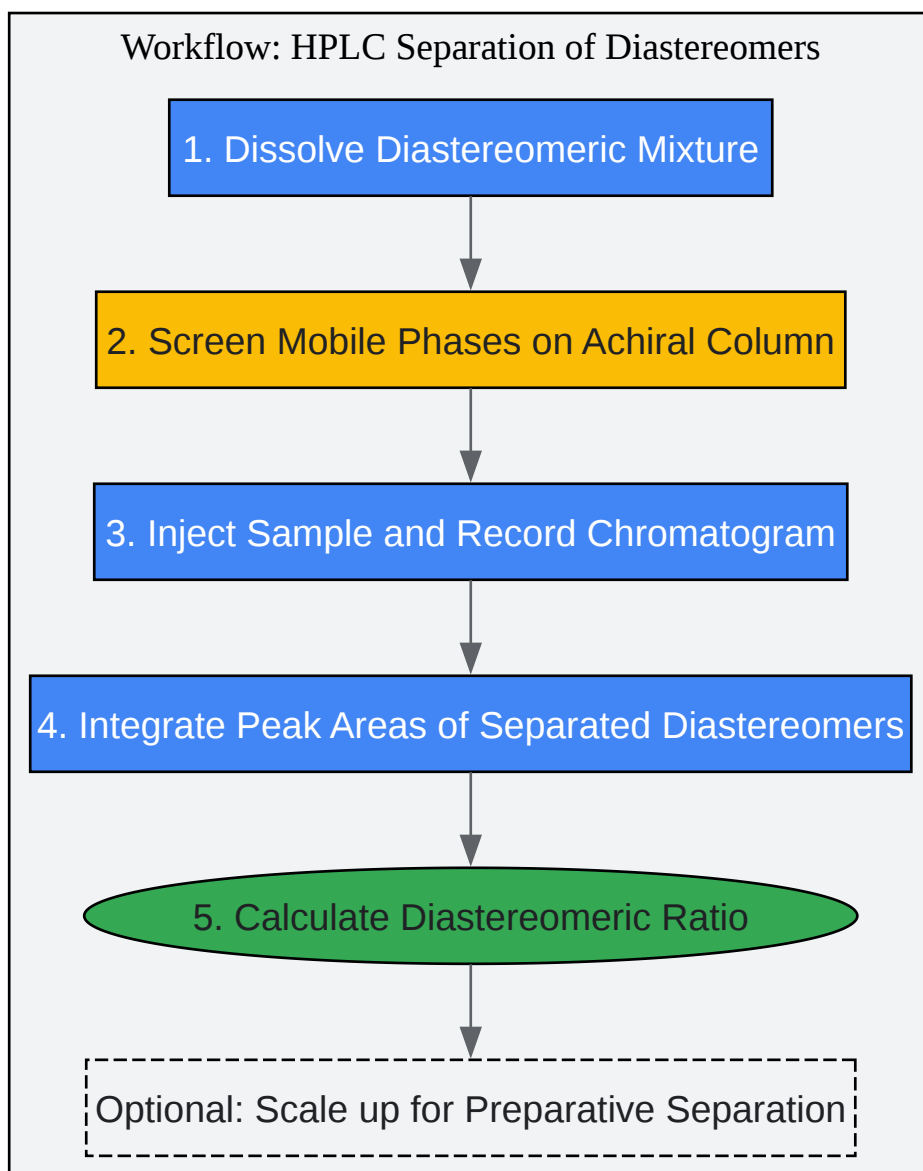 Workflow: HPLC Separation of Diastereomers
1. Dissolve Diastereomeric Mixture
2. Screen Mobile Phases on Achiral Column
3. Inject Sample and Record Chromatogram
4. Integrate Peak Areas of Separated Diastereomers
5. Calculate Diastereomeric Ratio
Optional: Scale up for Preparative Separation